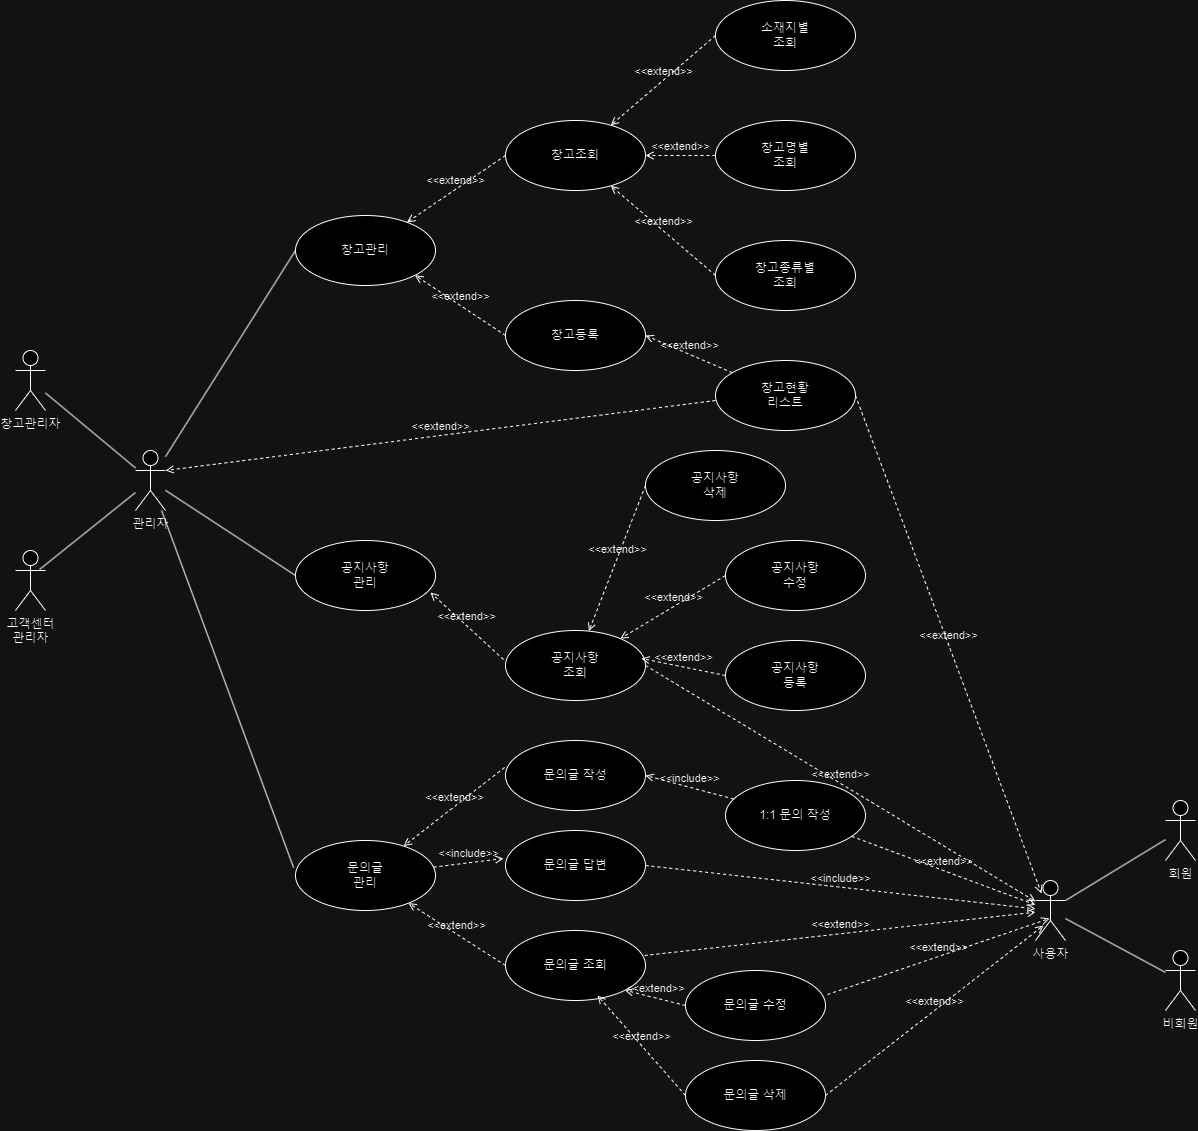 소재지별
조회
<<extend>>
창고조회
<<extend>>
창고명별
조회
<<extend>>
<<extend>>
창고관리
창고종류별
조회
<<extend>>
창고등록
<<extend>>
창고현황
리스트
창고관리자
<<extend>>
관리자
공지사항
삭제
<<extend>>
공지사항
관리
공지사항
수정
<<extend>>
<<extend>>
고객센터
관리자
<<extend>>
공지사항
조회
<<extend>>
공지사항
등록
문의글 작성
<<extend>>
<<include>>
<<extend>>
1:1 문의 작성
문의글
관리
<<include>>
문의글 답변
<<extend>>
<<include>>
회원
<<extend>>
<<extend>>
문의글 조회
<<extend>>
사용자
<<extend>>
문의글 수정
<<extend>>
비회원
<<extend>>
문의글 삭제